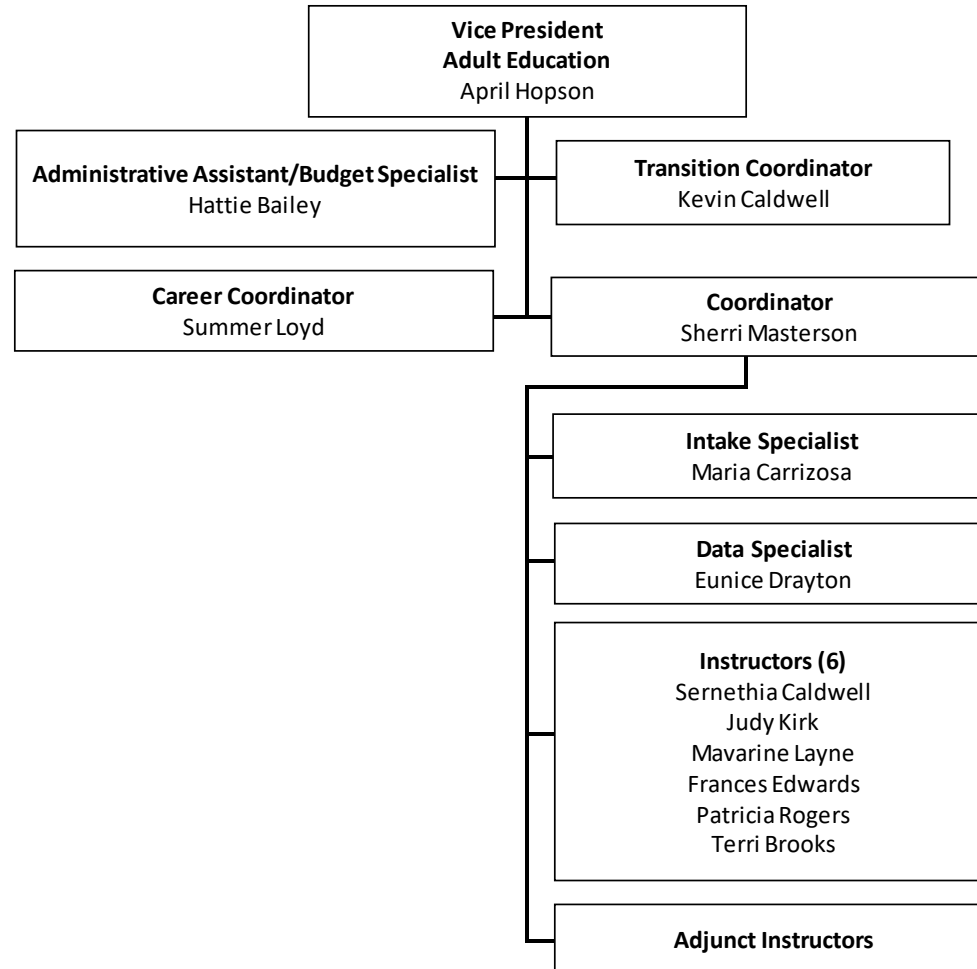 Vice President
Adult Education
April Hopson
Administrative Assistant/Budget Specialist
Hattie Bailey
Transition Coordinator
Kevin Caldwell
Career Coordinator
Summer Loyd
Coordinator
Sherri Masterson
Intake Specialist
Maria Carrizosa
Data Specialist
Eunice Drayton
Instructors (6)
Sernethia Caldwell
Judy Kirk
Mavarine Layne
Frances Edwards
Patricia Rogers
Terri Brooks
Adjunct Instructors